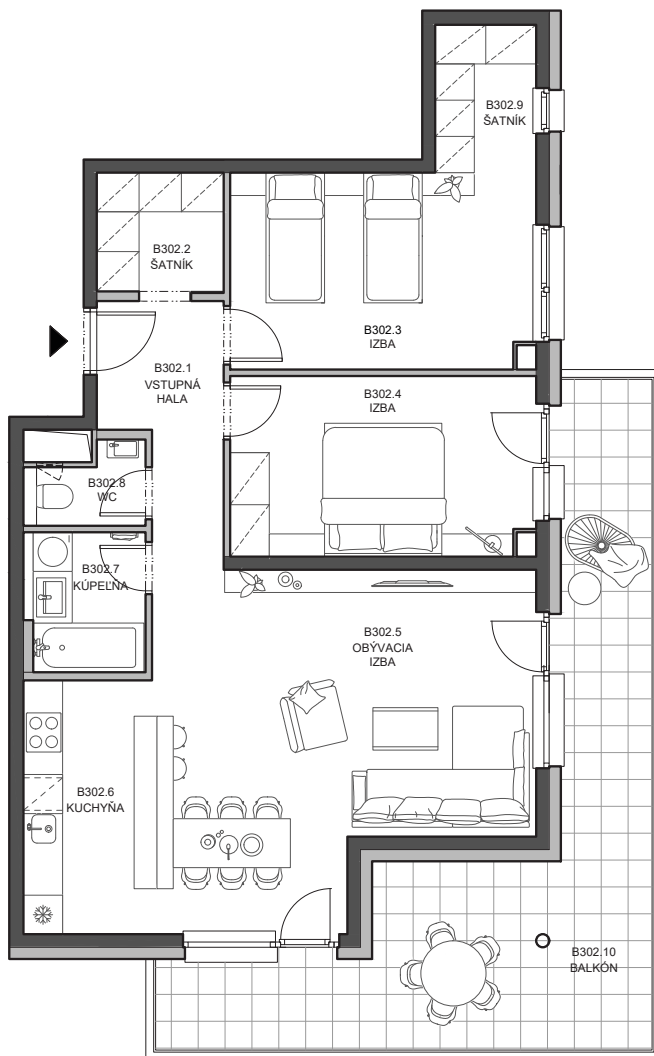 B302.9
ŠATNÍK
B302.2
ŠATNÍK
B302.3
IZBA
B302.1
VSTUPNÁ
HALA
B302.4
IZBA
B302.8
WC
B302.7
KÚPEĽŇA
B302.5
OBÝVACIA
IZBA
B302.6
KUCHYŇA
B302.10
BALKÓN